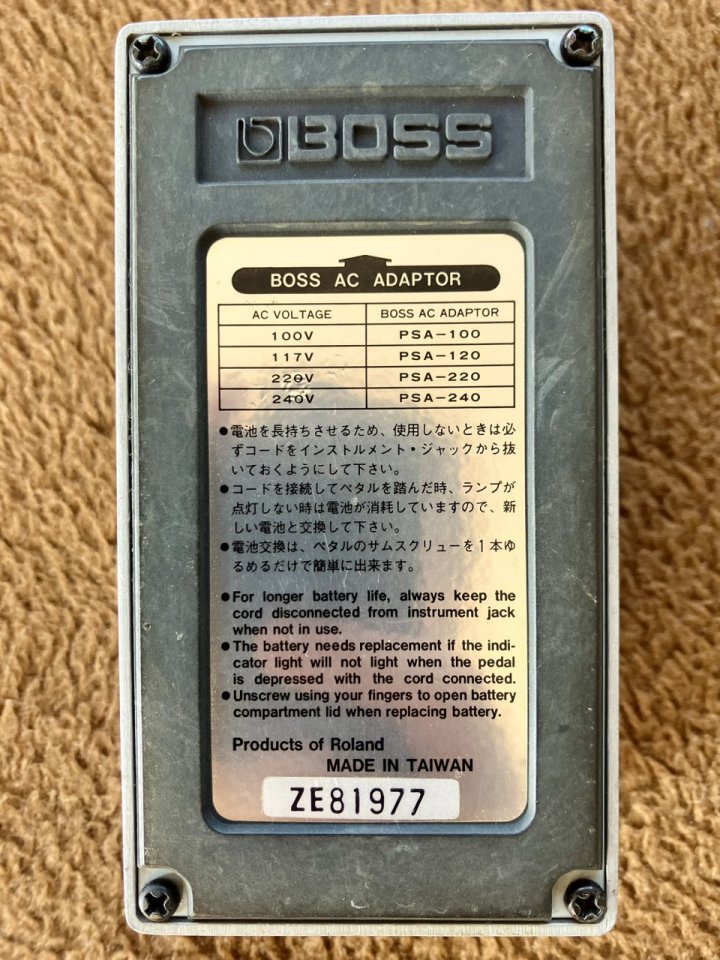 BOSS
BOSS AC ADAPTOR
AC VOLTAGE BOSS AC ADAPTOR
100V PSA-100
117V PSA-120
220V PSA-220
240V PSA-240
●電池を長持ちさせるため、使用しないときは必
ずコードをインストルメント・ジャックから抜
いておくようにして下さい。
●コードを接続してペタルを踏んだ時、ランプが
点灯しない時は電池が消耗していますので、新
しい電池と交換して下さい。
●電池交換は、ペタルのサムスクリューを1本ゆ
るめるだけで簡単に出来ます。
●For longer battery life, always keep the
cord disconnected from instrument jack
when not in use.
●The battery needs replacement if the indi-
cator light will not light when the pedal
is depressed with the cord connected.
●Unscrew using your fingers to open battery
compartment lid when replacing battery.
Products of Roland
MADE IN TAIWAN
ZE81977